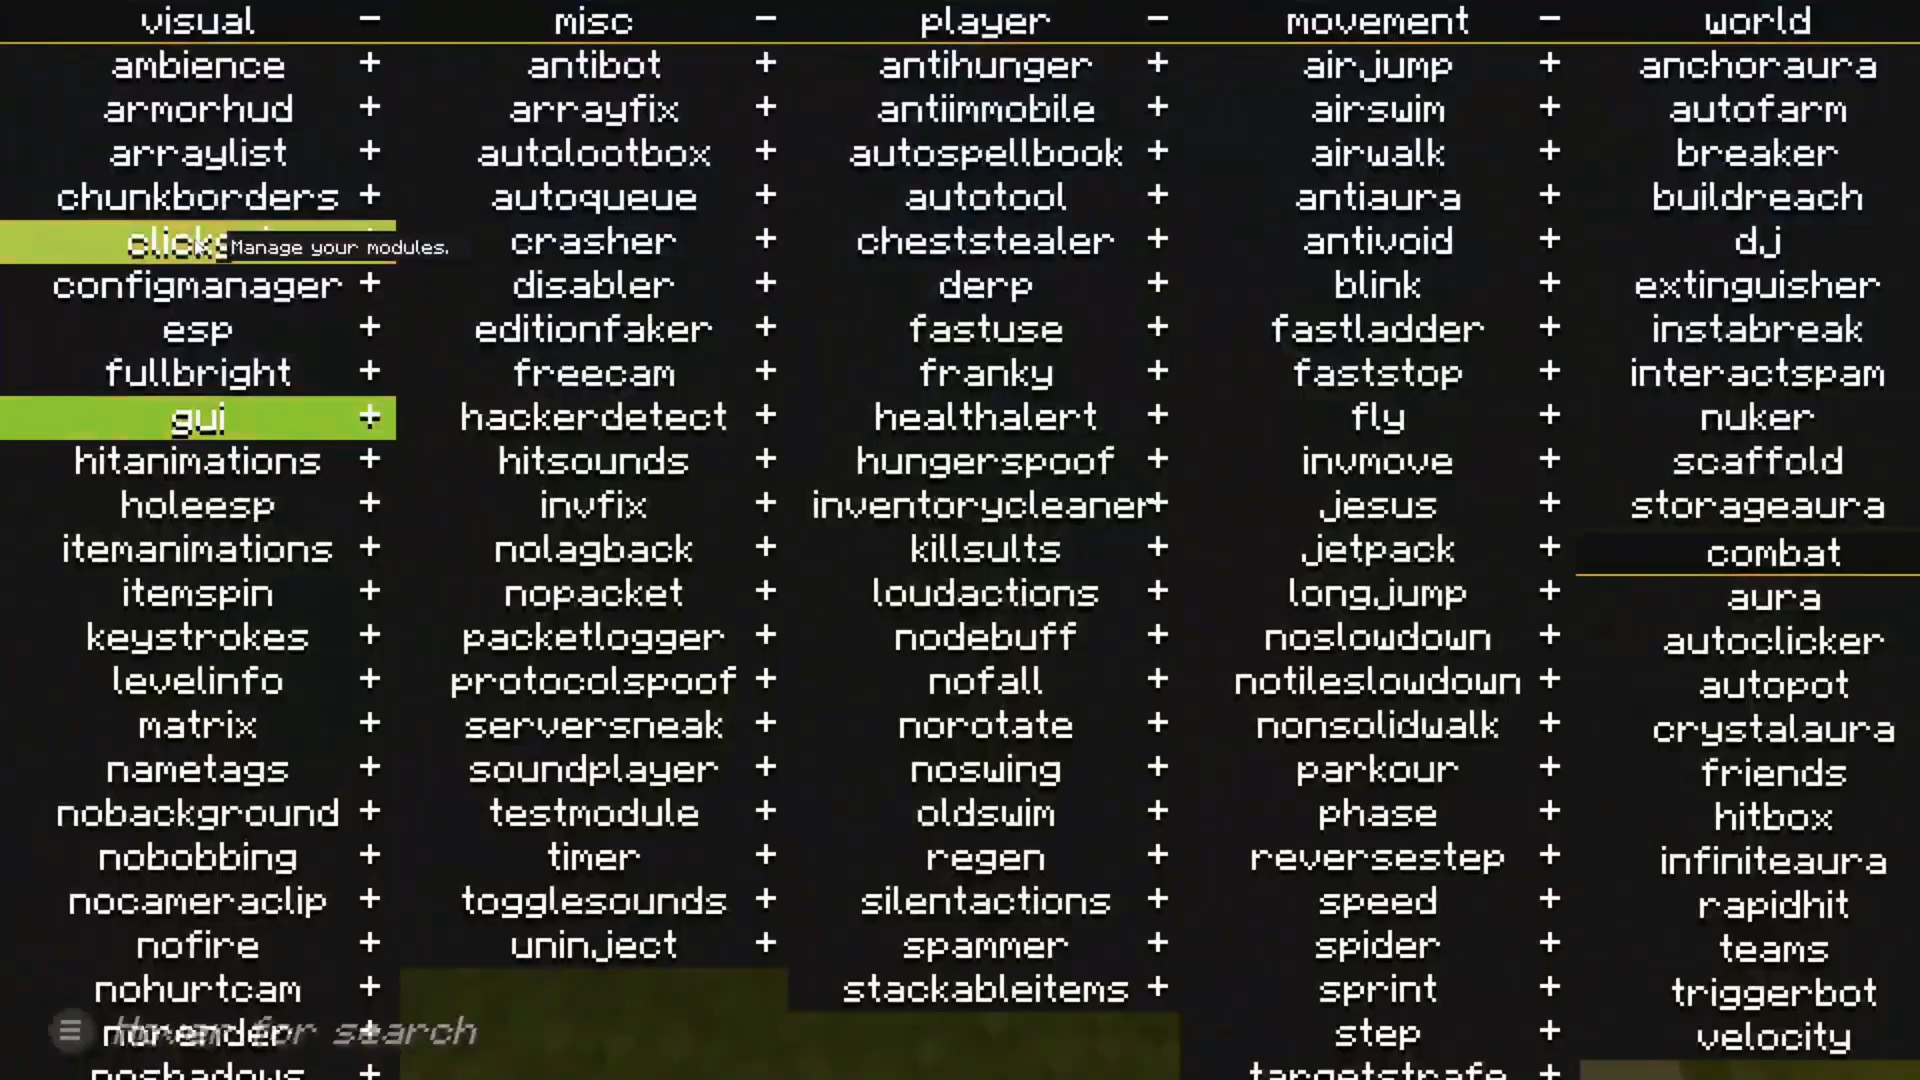 visual -
ambience +
armorhud +
arraylist +
chunkborders +
Manage your modules.
configmanager +
esp +
fullbright +
gui +
hitanimations +
holeesp +
itemanimations +
itemspin +
keystrokes +
levelinfo +
matrix +
nametags +
nobackground +
nobobbing +
nocameraclip +
nofire +
nohurtcam +
norender +
Hover for search
noshadows +
misc -
antibot +
arrayfix +
autolootbox +
autoqueue +
crasher +
disabler +
editionfaker +
freecam +
hackerdetect +
hitsounds +
invfix +
nolagback +
nopacket +
packetlogger +
protocolspoof +
serversneak +
soundplayer +
testmodule +
timer +
togglesounds +
uninject +
player -
antihunger +
antiimmobile +
autospellbook +
autotool +
cheststealer +
derp +
fastuse +
franky +
healthalert +
hungerspoof +
inventorycleaner+
killsults +
loudactions +
nodebuff +
nofall +
norotate +
noswing +
oldswim +
regen +
silentactions +
spammer +
stackableitems +
movement -
airjump +
airswim +
airwalk +
antiaura +
antivoid +
blink +
fastladder +
faststop +
fly +
invmove +
jesus +
jetpack +
longjump +
noslowdown +
notileslowdown +
nonsolidwalk +
parkour +
phase +
reversestep +
speed +
spider +
sprint +
step +
targetstrafe +
world
anchoraura
autofarm
breaker
buildreach
dj
extinguisher
instabreak
interactspam
nuker
scaffold
storageaura
combat
aura
autoclicker
autopot
crystalaura
friends
hitbox
infiniteaura
rapidhit
teams
triggerbot
velocity